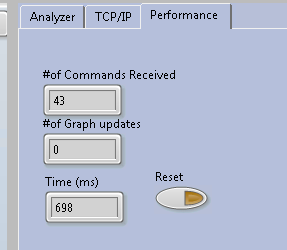 Analyzer TCP/IP Performance
#of Commands Received
43
#of Graph updates
0
Time (ms) Reset
698